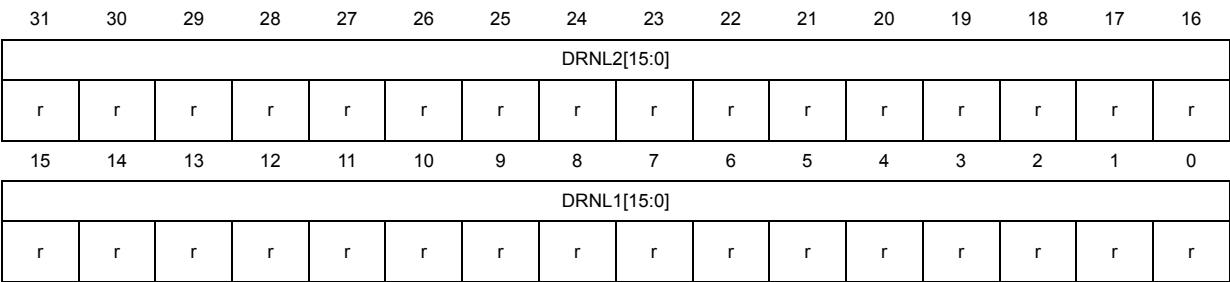 31 30 29 28 27 26 25 24 23 22 21 20 19 18 17 16
DRNL2[15:0]
r r r r r r r r r r r r r r r r
15 14 13 12 11 10 9 8 7 6 5 4 3 2 1 0
DRNL1[15:0]
r r r r r r r r r r r r r r r r